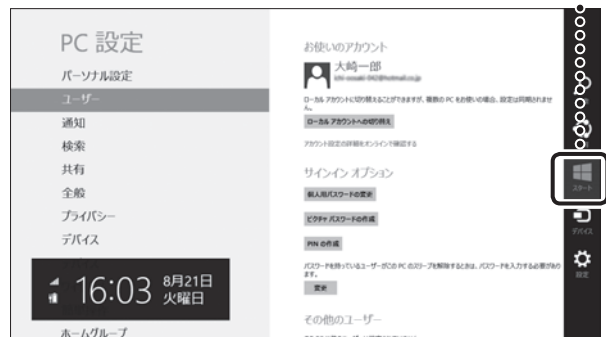 PC 設定
パーソナル設定
ユーザー
通知
検索
共有
全般
プライバシー
デバイス
16:03 8月21日
火曜日
ホームグループ
お使いのアカウント
大崎一郎
ローカル アカウントに切り替えることができますが、複数の PC をお使いの場合、設定は同期されませ
ん。
ローカル アカウントへの切り替え
アカウント設定の詳細をオンラインで確認する
サインイン オプション
個人用パスワードの変更
ピクチャ パスワードの作成
PIN の作成
パスワードを持っているユーザーがこの PC のスリープを解除するときは、パスワードを入力する必要があり
ます。
変更
その他のユーザー
スタート
デバイス
設定